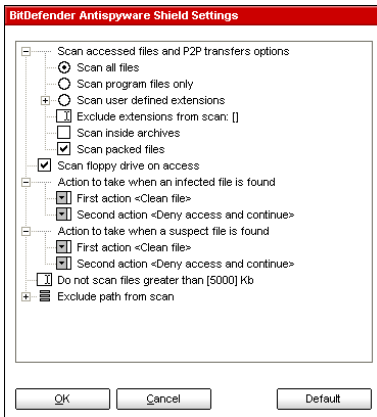 BitDefender Antispyware Shield Settings
Scan accessed files and P2P transfers options
Scan all files
Scan program files only
Scan user defined extensions
Exclude extensions from scan: []
Scan inside archives
Scan packed files
Scan floppy drive on access
Action to take when an infected file is found
First action <Clean file>
Second action <Deny access and continue>
Action to take when a suspect file is found
First action <Clean file>
Second action <Deny access and continue>
Do not scan files greater than [5000] Kb
Exclude path from scan
OK
Cancel
Default